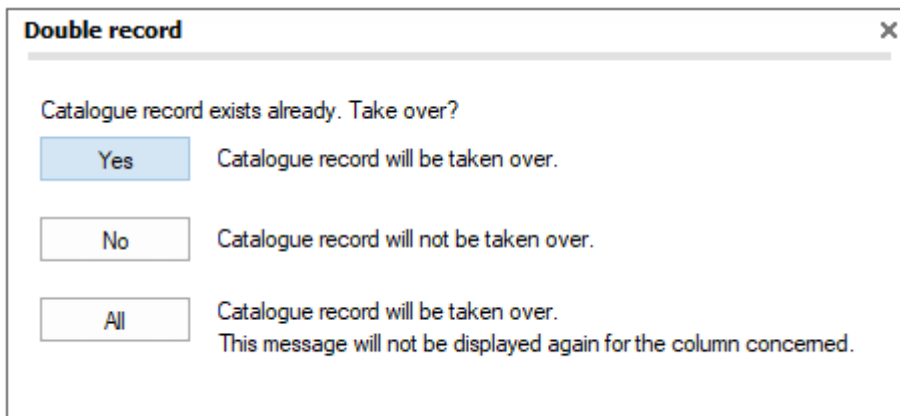 Double record
Catalogue record exists already. Take over?
Yes
Catalogue record will be taken over.
No
Catalogue record will not be taken over.
All
Catalogue record will be taken over.
This message will not be displayed again for the column concerned.